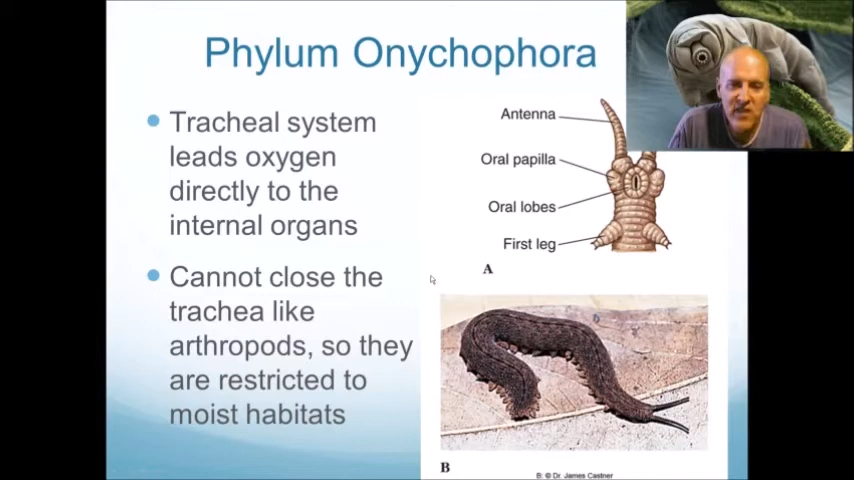 Phylum Onychophora
Tracheal system
leads oxygen
directly to the
internal organs
Cannot close the
trachea like
arthropods, so they
are restricted to
moist habitats
Antenna
Oral papilla
Oral lobes
First leg
A
B
B: © Dr. James Castner